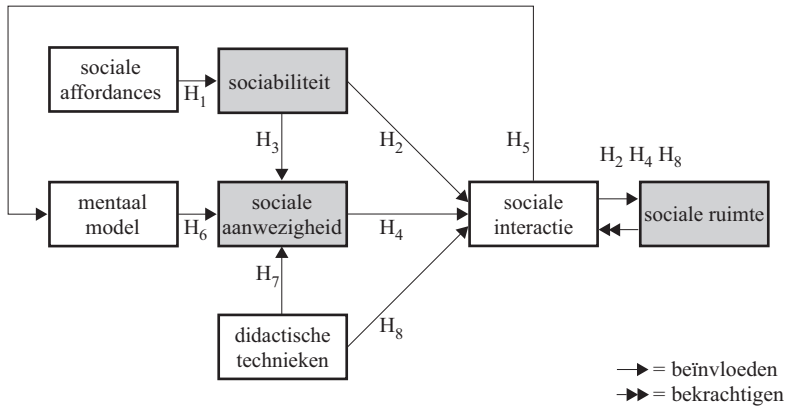 sociale
affordances
H1
sociabiliteit
H3
H2
H5
H2 H4 H8
mentaal
model
H6
sociale
aanwezigheid
H4
sociale
interactie
sociale ruimte
H7
didactische
technieken
H8
= beïnvloeden
= bekrachtigen